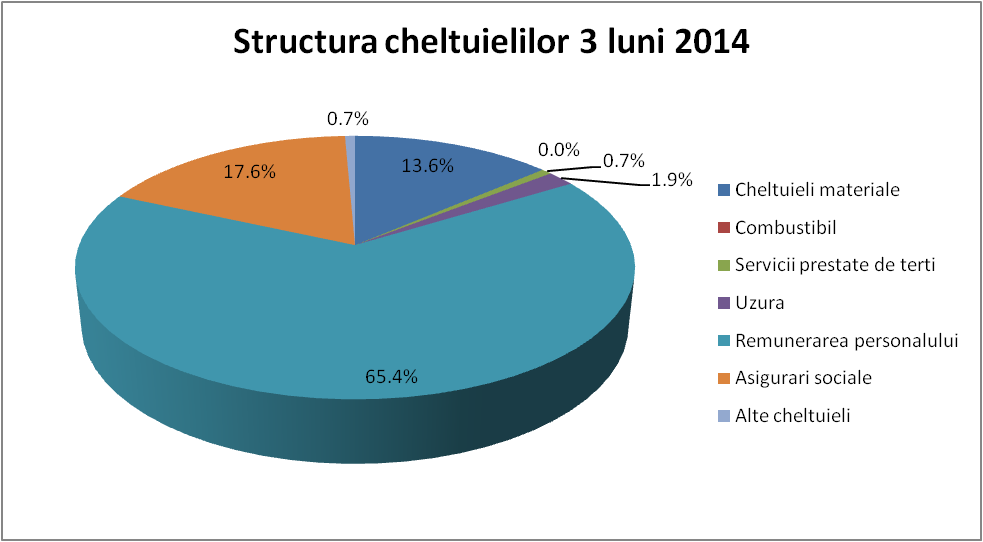 Structura cheltuielilor 3 luni 2014
0.7%
13.6%
0.0%
0.7%
1.9%
17.6%
65.4%
Cheltuieli materiale
Combustibil
Servicii prestate de terti
Uzura
Remunerarea personalului
Asigurari sociale
Alte cheltuieli